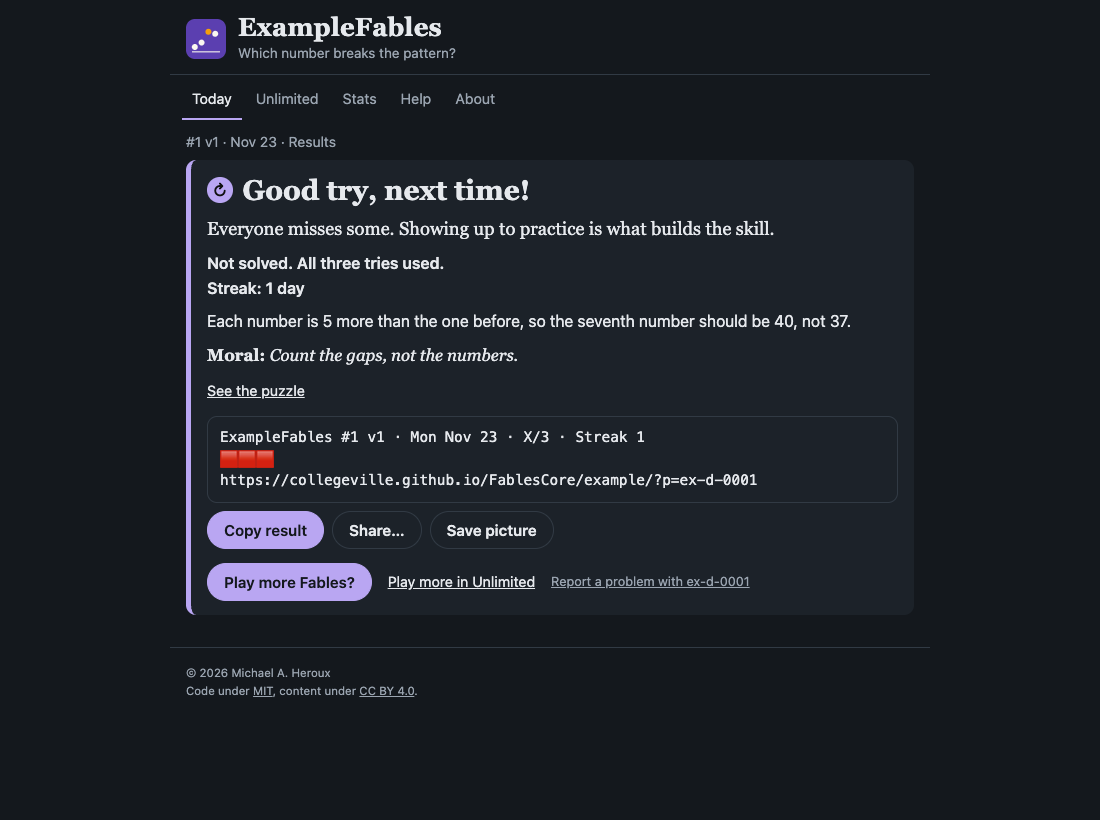 ExampleFables
Which number breaks the pattern?
Today
Unlimited
Stats
Help
About
#1 v1 · Nov 23 · Results
Good try, next time!
Everyone misses some. Showing up to practice is what builds the skill.
Not solved. All three tries used.
Streak: 1 day
Each number is 5 more than the one before, so the seventh number should be 40, not 37.
Moral: Count the gaps, not the numbers.
See the puzzle
ExampleFables #1 v1 · Mon Nov 23 · X/3 · Streak 1
https://collegeville.github.io/FablesCore/example/?p=ex-d-0001
Copy result
Share...
Save picture
Play more Fables?
Play more in Unlimited
Report a problem with ex-d-0001
© 2026 Michael A. Heroux
Code under MIT, content under CC BY 4.0.